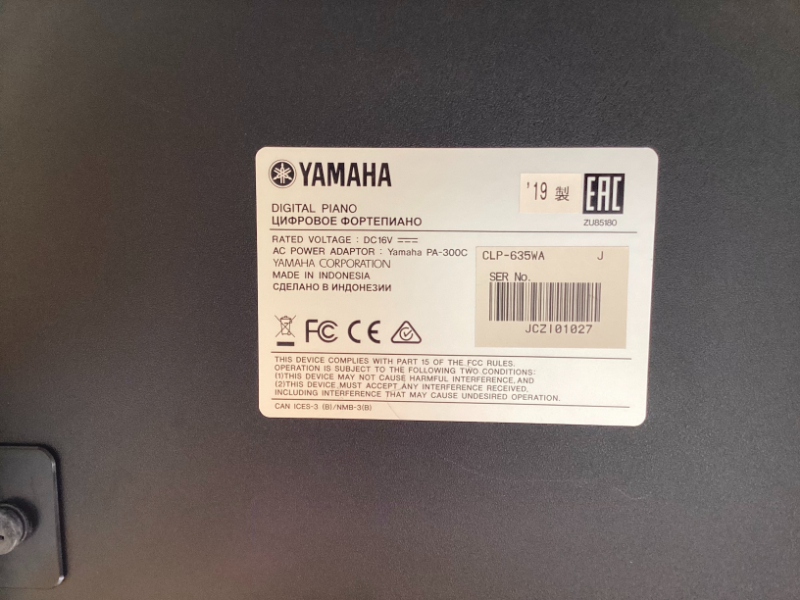 YAMAHA
'19 製
EAC
ZU85180
DIGITAL PIANO
ЦИФРОВОЕ ФОРТЕПИАНО
RATED VOLTAGE : DC16V
AC POWER ADAPTOR : Yamaha PA-300C
YAMAHA CORPORATION
MADE IN INDONESIA
СДЕЛАНО В ИНДОНЕЗИИ
CLP-635WA J
SER No.
JCZI01027
FC CE
THIS DEVICE COMPLIES WITH PART 15 OF THE FCC RULES.
OPERATION IS SUBJECT TO THE FOLLOWING TWO CONDITIONS:
(1)THIS DEVICE MAY NOT CAUSE HARMFUL INTERFERENCE,AND
(2)THIS DEVICE MUST ACCEPT ANY INTERFERENCE RECEIVED,
INCLUDING INTERFERENCE THAT MAY CAUSE UNDESIRED OPERATION.
CAN ICES-3 (B)/NMB-3(B)